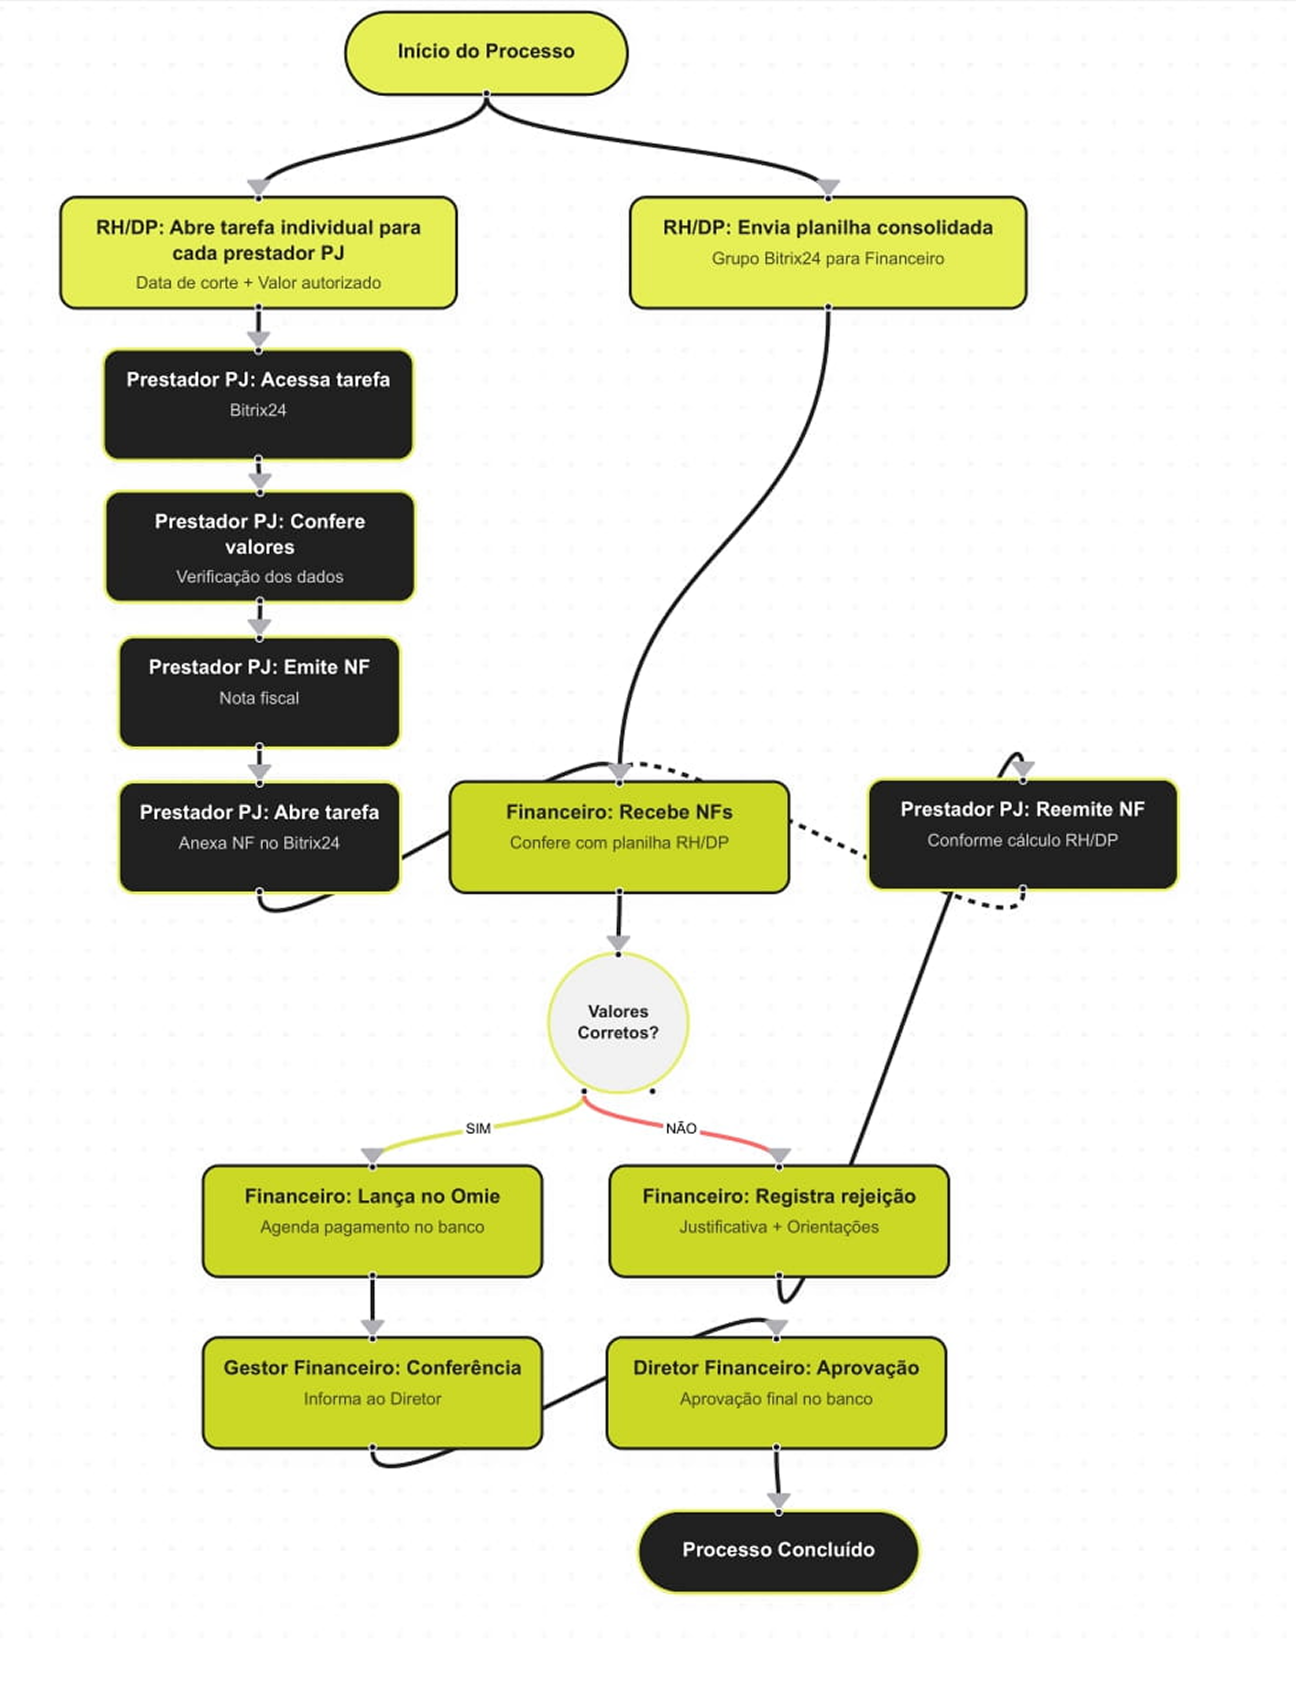 Início do Processo
RH/DP: Abre tarefa individual para
cada prestador PJ
Data de corte + Valor autorizado
RH/DP: Envia planilha consolidada
Grupo Bitrix24 para Financeiro
Prestador PJ: Acessa tarefa
Bitrix24
Prestador PJ: Confere
valores
Verificação dos dados
Prestador PJ: Emite NF
Nota fiscal
Prestador PJ: Abre tarefa
Anexa NF no Bitrix24
Financeiro: Recebe NFs
Confere com planilha RH/DP
Prestador PJ: Reemite NF
Conforme cálculo RH/DP
Valores
Corretos?
SIM
NÃO
Financeiro: Lança no Omie
Agenda pagamento no banco
Financeiro: Registra rejeição
Justificativa + Orientações
Gestor Financeiro: Conferência
Informa ao Diretor
Diretor Financeiro: Aprovação
Aprovação final no banco
Processo Concluído